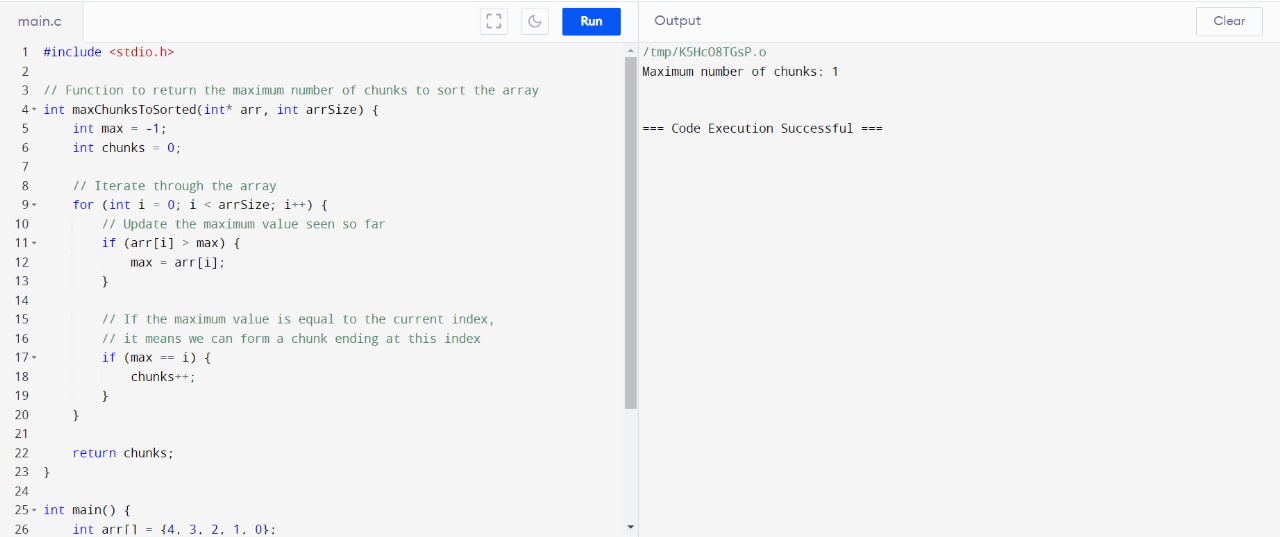 main.c
Run
Output
Clear
1 #include <stdio.h>
2
3 // Function to return the maximum number of chunks to sort the array
4 int maxChunksToSorted(int* arr, int arrSize) {
5     int max = -1;
6     int chunks = 0;
7
8     // Iterate through the array
9     for (int i = 0; i < arrSize; i++) {
10         // Update the maximum value seen so far
11         if (arr[i] > max) {
12             max = arr[i];
13         }
14
15         // If the maximum value is equal to the current index,
16         // it means we can form a chunk ending at this index
17         if (max == i) {
18             chunks++;
19         }
20     }
21
22     return chunks;
23 }
24
25 int main() {
26     int arr[] = {4, 3, 2, 1, 0};
/tmp/K5HcO8TGsP.o
Maximum number of chunks: 1
=== Code Execution Successful ===